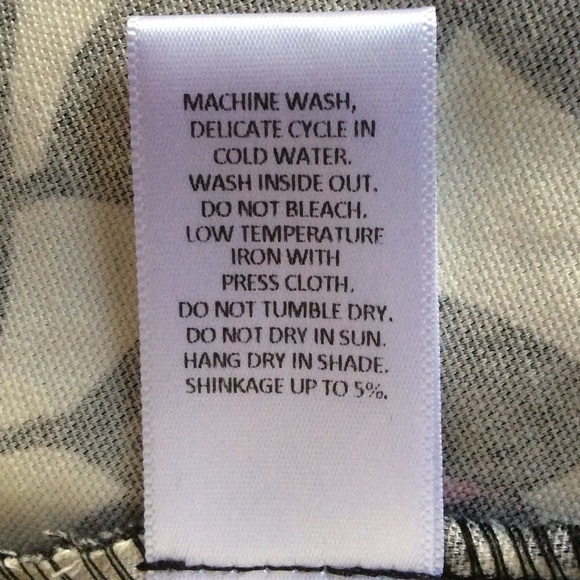 MACHINE WASH,
DELICATE CYCLE IN
COLD WATER.
WASH INSIDE OUT.
DO NOT BLEACH.
LOW TEMPERATURE
IRON WITH
PRESS CLOTH.
DO NOT TUMBLE DRY.
DO NOT DRY IN SUN.
HANG DRY IN SHADE.
SHINKAGE UP TO 5%.